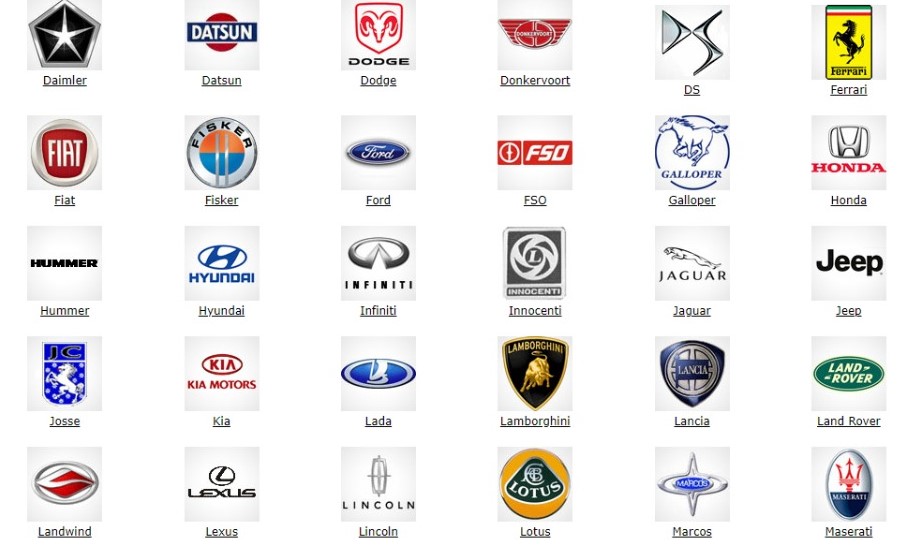 DATSUN
DODGE
DONKERVOORT
Ferrari
Daimler
Datsun
Dodge
Donkervoort
DS
Ferrari
FIAT
FISKER
Ford
FSO
GALLOPER
HONDA
Fiat
Fisker
Ford
FSO
Galloper
Honda
HUMMER
HYUNDAI
INFINITI
L
INNOCENTI
JAGUAR
Jeep
Hummer
Hyundai
Infiniti
Innocenti
Jaguar
Jeep
JC
KIA
KIA MOTORS
LAMBORGHINI
LANCIA
LAND
ROVER
Josse
Kia
Lada
Lamborghini
Lancia
Land Rover
LEXUS
LINCOLN
LOTUS
MARCOS
MASERATI
Landwind
Lexus
Lincoln
Lotus
Marcos
Maserati